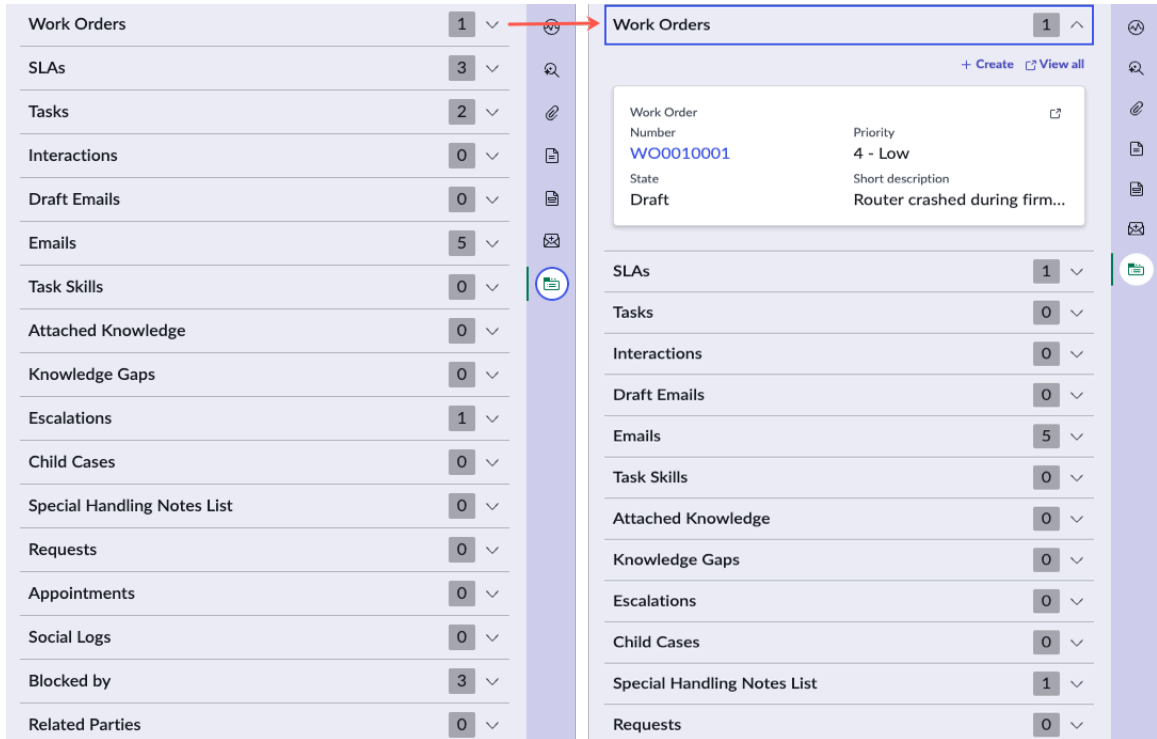 Work Orders 1
SLAs 3
Tasks 2
Interactions 0
Draft Emails 0
Emails 5
Task Skills 0
Attached Knowledge 0
Knowledge Gaps 0
Escalations 1
Child Cases 0
Special Handling Notes List 0
Requests 0
Appointments 0
Social Logs 0
Blocked by 3
Related Parties 0
Work Orders 1
+ Create View all
Work Order
Number Priority
WO0010001 4 - Low
State Short description
Draft Router crashed during firm...
SLAs 1
Tasks 0
Interactions 0
Draft Emails 0
Emails 5
Task Skills 0
Attached Knowledge 0
Knowledge Gaps 0
Escalations 0
Child Cases 0
Special Handling Notes List 1
Requests 0